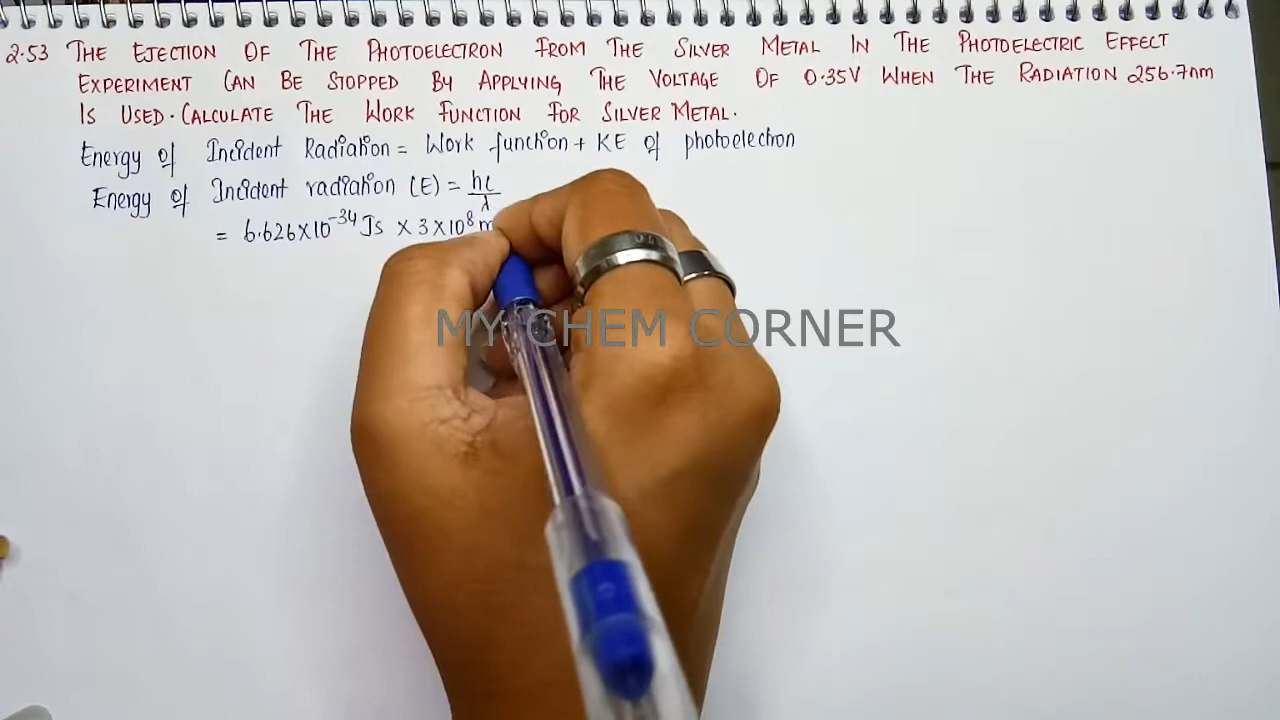 2.53 THE EJECTION OF THE PHOTOELECTRON FROM THE SILVER METAL IN THE PHOTOELECTRIC EFFECT
EXPERIMENT CAN BE STOPPED BY APPLYING THE VOLTAGE OF 0.35V WHEN THE RADIATION 256.7nm
IS USED. CALCULATE THE WORK FUNCTION FOR SILVER METAL.
Energy of Incident Radiation = Work function + KE of photoelectron
Energy of Incident radiation (E) = hc/λ
= 6.626×10⁻³⁴ Js × 3×10⁸ m
MY CHEM CORNER